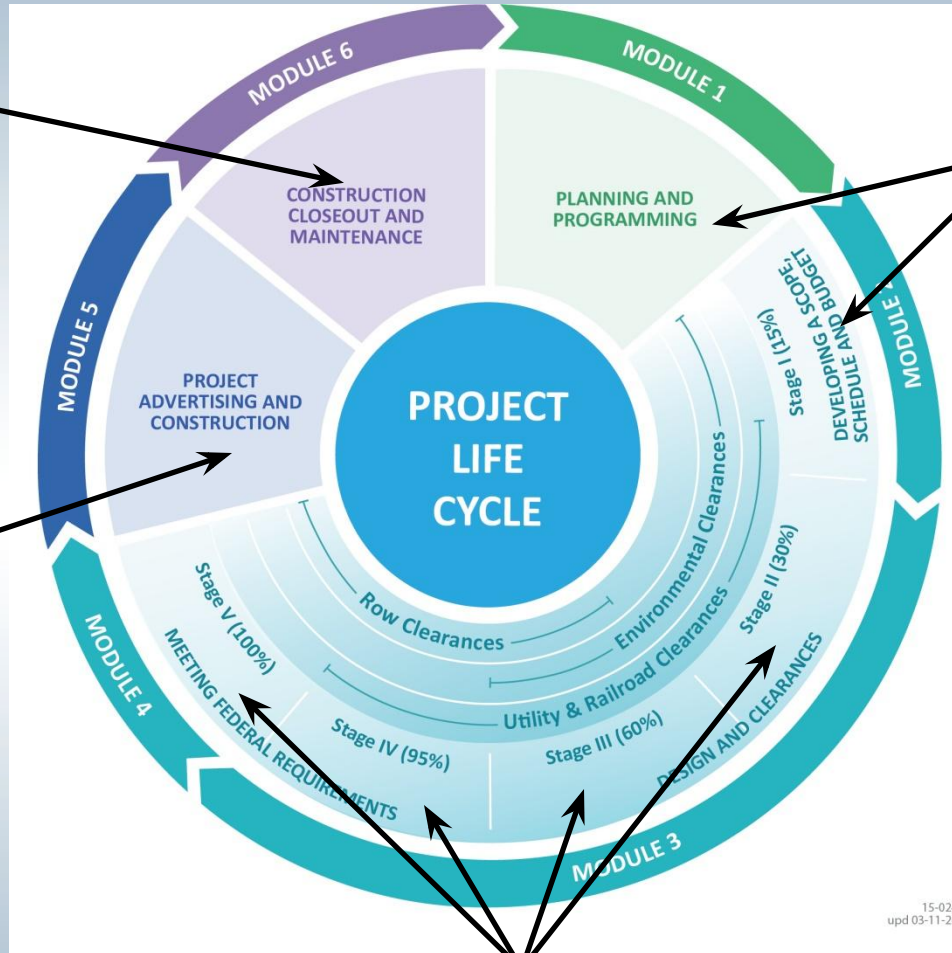 MODULE 6
MODULE 1
CONSTRUCTION
CLOSEOUT AND
MAINTENANCE
PLANNING AND
PROGRAMMING
MODULE
DEVELOPING A SCOPE,
SCHEDULE AND BUDGET
Stage I (15%)
MODULE 5
PROJECT
ADVERTISING AND
CONSTRUCTION
PROJECT
LIFE
CYCLE
Environmental Clearances
Row Clearances
Utility & Railroad Clearances
Stage II (30%)
DESIGN AND CLEARANCES
Stage III (60%)
Stage IV (95%)
Stage V (100%)
MEETING FEDERAL REQUIREMENTS
MODULE 4
MODULE 3
15-02
upd 03-11-2